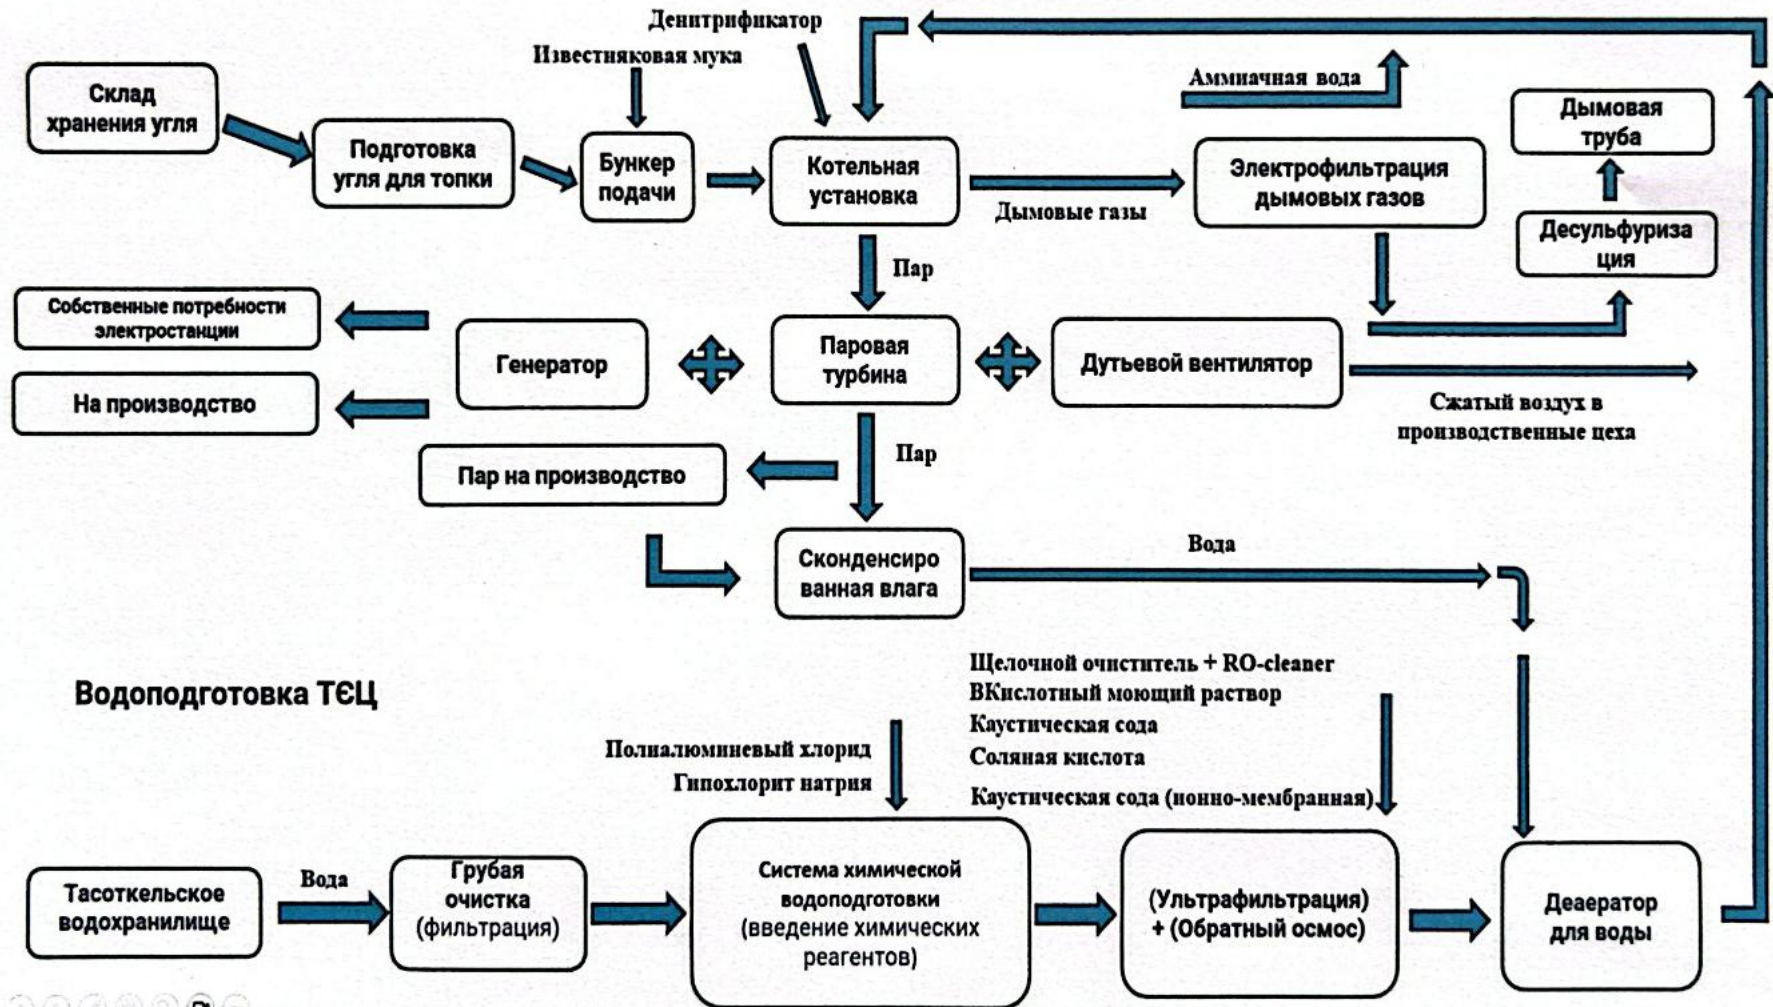 Денитрификатор
Известняковая мука
Склад
хранения угля
Подготовка
угля для топки
Бункер
подачи
Котельная
установка
Дымовые газы
Аммиачная вода
Электрофильтрация
дымовых газов
Дымовая
труба
Десульфуриза
ция
Пар
Собственные потребности
электростанции
На производство
Генератор
Паровая
турбина
Дутьевой вентилятор
Сжатый воздух в
производственные цеха
Пар
Пар на производство
Сконденсиро
ванная влага
Вода
Водоподготовка ТЄЦ
Полиалюминевый хлорид
Гипохлорит натрия
Щелочной очиститель + RO-cleaner
ВКислотный моющий раствор
Каустическая сода
Соляная кислота
Каустическая сода (ионно-мембранная)
Тасоткельское
водохранилище
Вода
Грубая
очистка
(фильтрация)
Система химической
водоподготовки
(введение химических
реагентов)
(Ультрафильтрация)
+ (Обратный осмос)
Деаератор
для воды